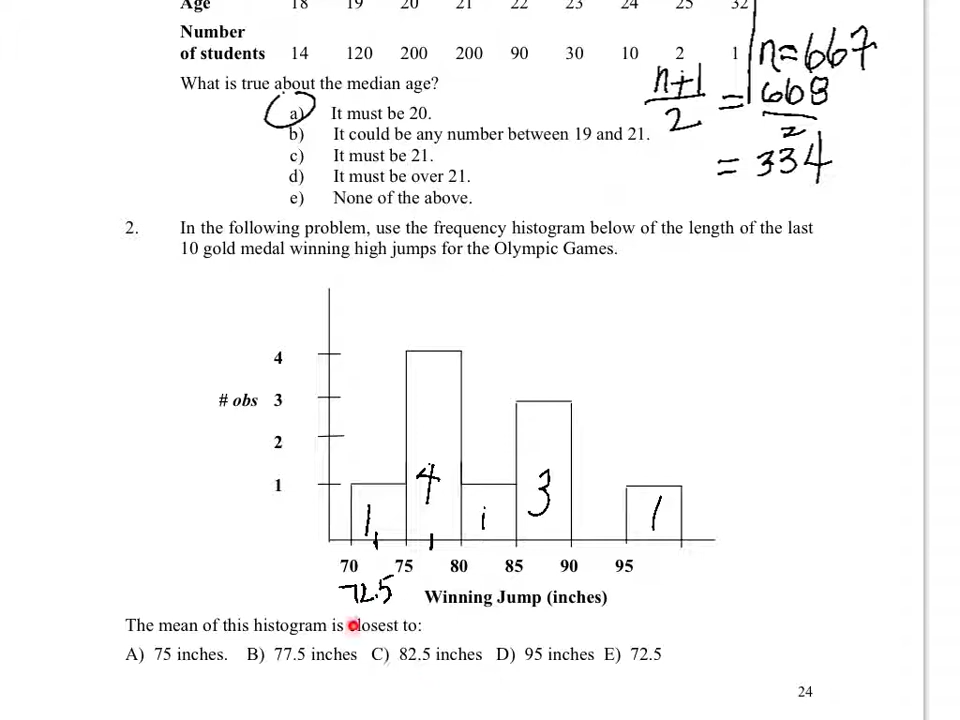 Age 18 19 20 21 22 23 24 25 32
Number
of students 14 120 200 200 90 30 10 2 1
n=667
What is true about the median age?
n+1
2
= 668
2
= 334
a) It must be 20.
b) It could be any number between 19 and 21.
c) It must be 21.
d) It must be over 21.
e) None of the above.
2. In the following problem, use the frequency histogram below of the length of the last
10 gold medal winning high jumps for the Olympic Games.
4
# obs 3
2
1
1 4 1 3 1
70 75 80 85 90 95
72.5
Winning Jump (inches)
The mean of this histogram is closest to:
A) 75 inches. B) 77.5 inches C) 82.5 inches D) 95 inches E) 72.5
24